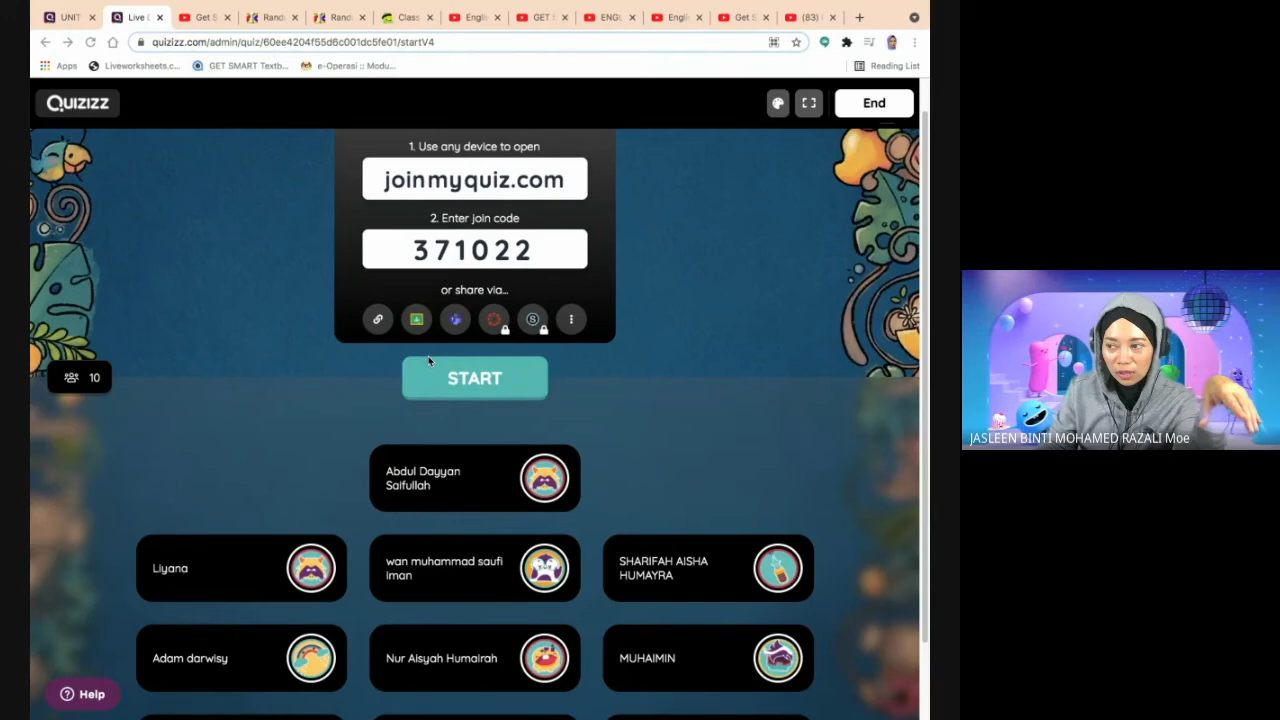 UNIT
Live
Get S
Rand
Rand
Class
Englis
GET S
ENGL
Englis
Get S
(83)
quizizz.com/admin/quiz/60ee4204f55d6c001dc5fe01/startV4
Apps
Liveworksheets.c...
GET SMART Textb...
e-Operasi :: Modu...
Reading List
Quizizz
End
1. Use any device to open
joinmyquiz.com
2. Enter join code
371022
or share via...
START
10
Abdul Dayyan
Saifullah
Liyana
wan muhammad saufi
iman
SHARIFAH AISHA
HUMAYRA
Adam darwisy
Nur Aisyah Humairah
MUHAIMIN
Help
JASLEEN BINTI MOHAMED RAZALI Moe